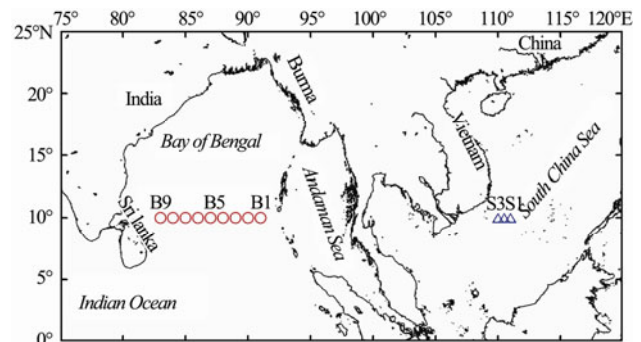 75° 80° 85° 90° 95° 100° 105° 110° 115° 120°E
25°N
China
Burma
India
20°
Bay of Bengal
Vietnam
South China Sea
15°
Andaman Sea
B9 B5 B1
S3S1
10°
Sri lanka
5°
Indian Ocean
0°